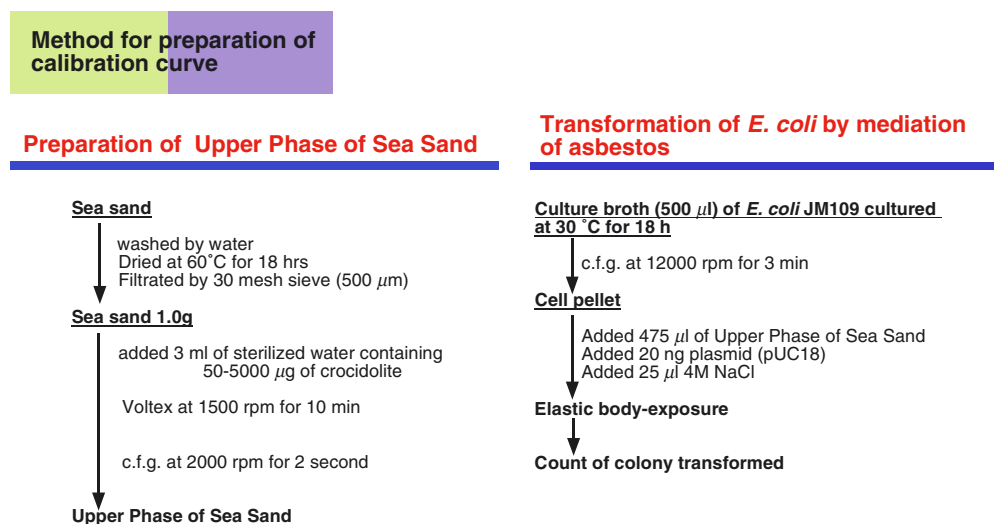 Method for preparation of
calibration curve
Preparation of Upper Phase of Sea Sand
Sea sand
washed by water
Dried at 60˚C for 18 hrs
Filtrated by 30 mesh sieve (500 µm)
Sea sand 1.0g
added 3 ml of sterilized water containing
50-5000 µg of crocidolite
Voltex at 1500 rpm for 10 min
c.f.g. at 2000 rpm for 2 second
Upper Phase of Sea Sand
Transformation of E. coli by mediation
of asbestos
Culture broth (500 µl) of E. coli JM109 cultured
at 30 ˚C for 18 h
c.f.g. at 12000 rpm for 3 min
Cell pellet
Added 475 µl of Upper Phase of Sea Sand
Added 20 ng plasmid (pUC18)
Added 25 µl 4M NaCl
Elastic body-exposure
Count of colony transformed